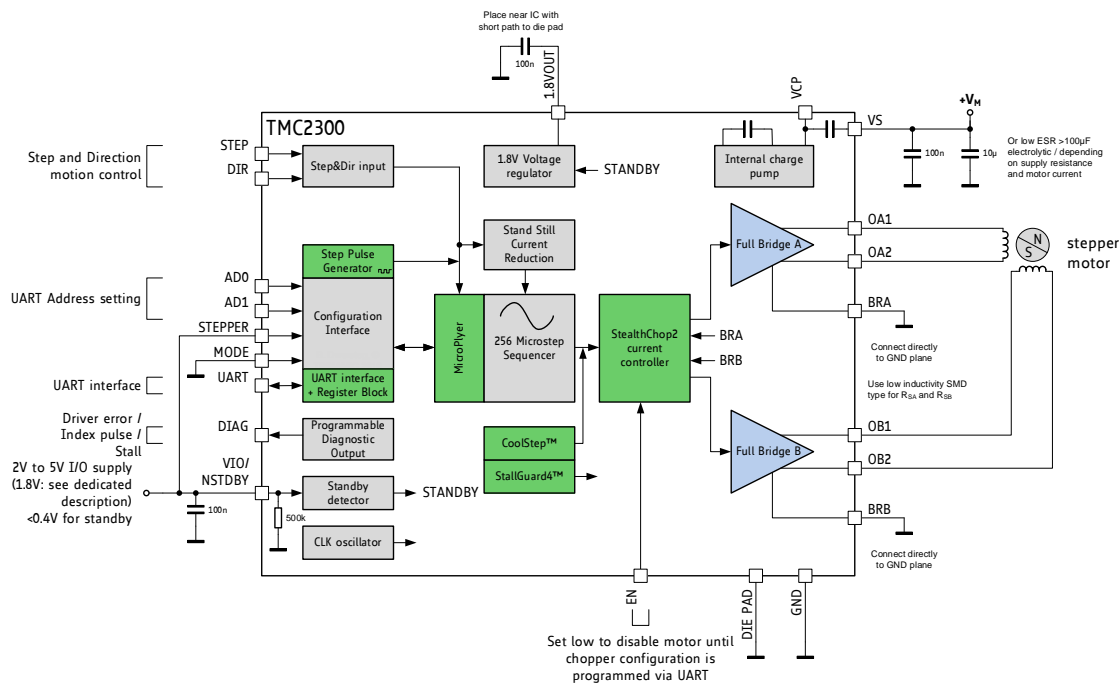 Place near IC with
short path to die pad
100n
1.8VOUT
VCP
+VM
VS
100n
10µ
Or low ESR >100µF
electrolytic / depending
on supply resistance
and motor current
TMC2300
Step and Direction
motion control
STEP
DIR
Step&Dir input
1.8V Voltage
regulator
STANDBY
Internal charge
pump
Stand Still
Current
Reduction
Full Bridge A
OA1
OA2
N
S
stepper
motor
Step Pulse
Generator
UART Address setting
AD0
AD1
Configuration
Interface
STEPPER
MODE
MicroPlyer
256 Microstep
Sequencer
StealthChop2
current
controller
BRA
BRB
BRA
Connect directly
to GND plane
UART interface
UART
UART interface
+ Register Block
Use low inductivity SMD
type for RSA and RSB
Driver error /
Index pulse /
Stall
DIAG
Programmable
Diagnostic
Output
CoolStep™
StallGuard4™
Full Bridge B
OB1
OB2
2V to 5V I/O supply
(1.8V: see dedicated
description)
<0.4V for standby
VIO/
NSTDBY
100n
500k
Standby
detector
STANDBY
BRB
Connect directly
to GND plane
CLK oscillator
EN
DIE PAD
GND
Set low to disable motor until
chopper configuration is
programmed via UART